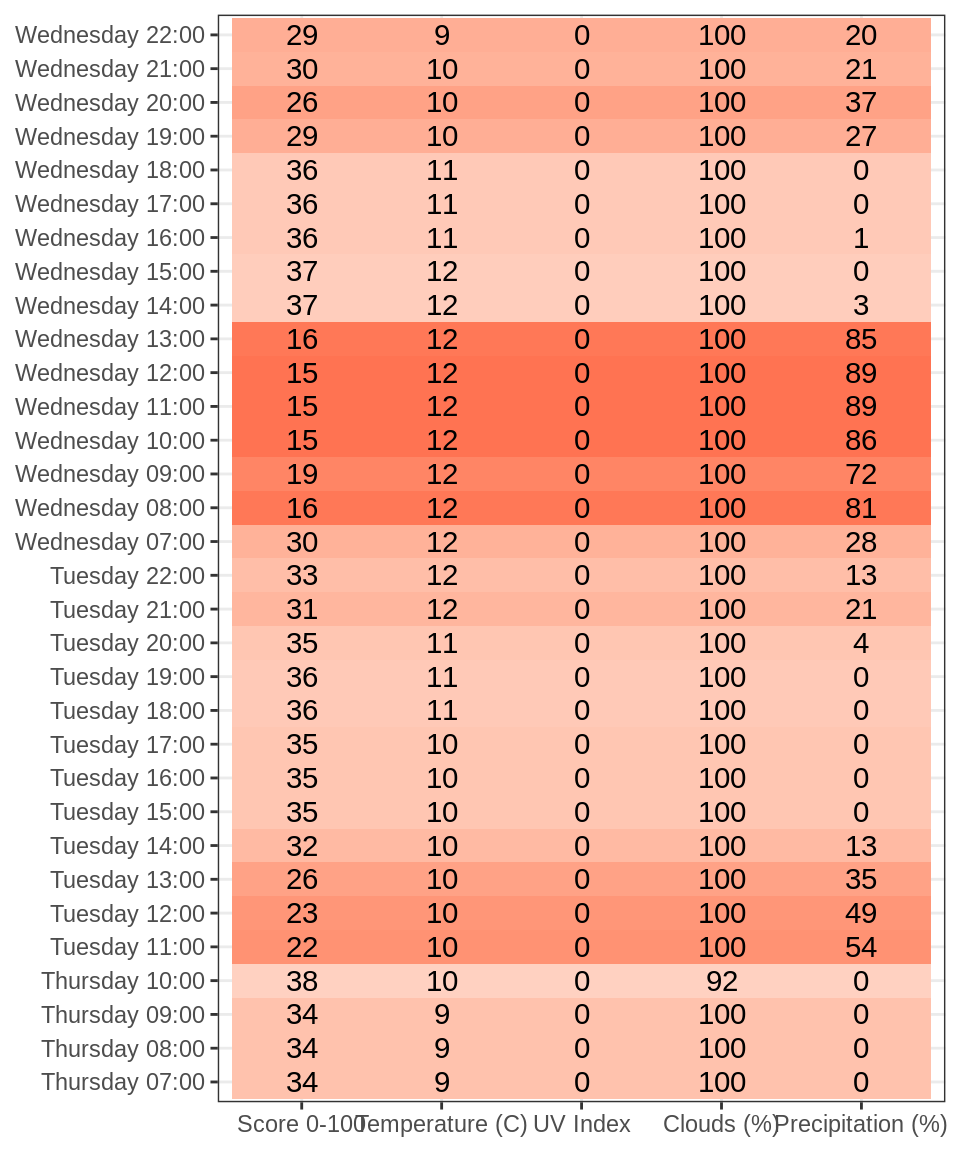 Wednesday 22:00 29 9 0 100 20
Wednesday 21:00 30 10 0 100 21
Wednesday 20:00 26 10 0 100 37
Wednesday 19:00 29 10 0 100 27
Wednesday 18:00 36 11 0 100 0
Wednesday 17:00 36 11 0 100 0
Wednesday 16:00 36 11 0 100 1
Wednesday 15:00 37 12 0 100 0
Wednesday 14:00 37 12 0 100 3
Wednesday 13:00 16 12 0 100 85
Wednesday 12:00 15 12 0 100 89
Wednesday 11:00 15 12 0 100 89
Wednesday 10:00 15 12 0 100 86
Wednesday 09:00 19 12 0 100 72
Wednesday 08:00 16 12 0 100 81
Wednesday 07:00 30 12 0 100 28
Tuesday 22:00 33 12 0 100 13
Tuesday 21:00 31 12 0 100 21
Tuesday 20:00 35 11 0 100 4
Tuesday 19:00 36 11 0 100 0
Tuesday 18:00 36 11 0 100 0
Tuesday 17:00 35 10 0 100 0
Tuesday 16:00 35 10 0 100 0
Tuesday 15:00 35 10 0 100 0
Tuesday 14:00 32 10 0 100 13
Tuesday 13:00 26 10 0 100 35
Tuesday 12:00 23 10 0 100 49
Tuesday 11:00 22 10 0 100 54
Thursday 10:00 38 10 0 92 0
Thursday 09:00 34 9 0 100 0
Thursday 08:00 34 9 0 100 0
Thursday 07:00 34 9 0 100 0
Score 0-100 Temperature (C) UV Index Clouds (%) Precipitation (%)